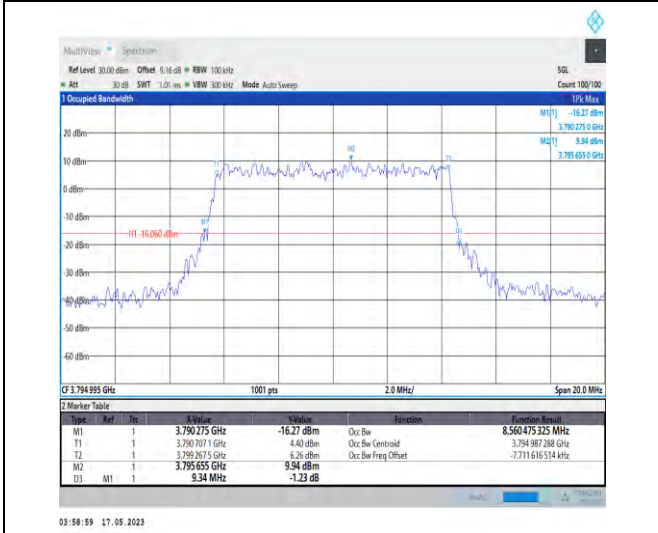 MultiView Spectrum
Ref Level 30.00 dBm Offset 9.16 dB RBW 100 kHz SGL
Att 30 dB SWT 1.01 ms VBW 300 kHz Mode Auto Sweep Count 100/100
1 Occupied Bandwidth 1Pk Max
M1[1] -16.27 dBm
3.790 275 0 GHz
M2[1] 9.94 dBm
3.795 655 0 GHz
20 dBm
10 dBm
0 dBm
-10 dBm
H1 -16.060 dBm
-20 dBm
-30 dBm
-40 dBm
-50 dBm
-60 dBm
T1
M2
T2
M1
D3
CF 3.794 995 GHz 1001 pts 2.0 MHz/ Span 20.0 MHz
2 Marker Table
Type Ref Trc X-Value Y-Value Function Function Result
M1 1 3.790 275 GHz -16.27 dBm Occ Bw 8.560 475 325 MHz
T1 1 3.790 707 1 GHz 4.40 dBm Occ Bw Centroid 3.794 987 288 GHz
T2 1 3.799 267 5 GHz 6.26 dBm Occ Bw Freq Offset -7.711 616 514 kHz
M2 1 3.795 655 GHz 9.94 dBm
D3 M1 1 9.34 MHz -1.23 dB
03:58:59 17.05.2023